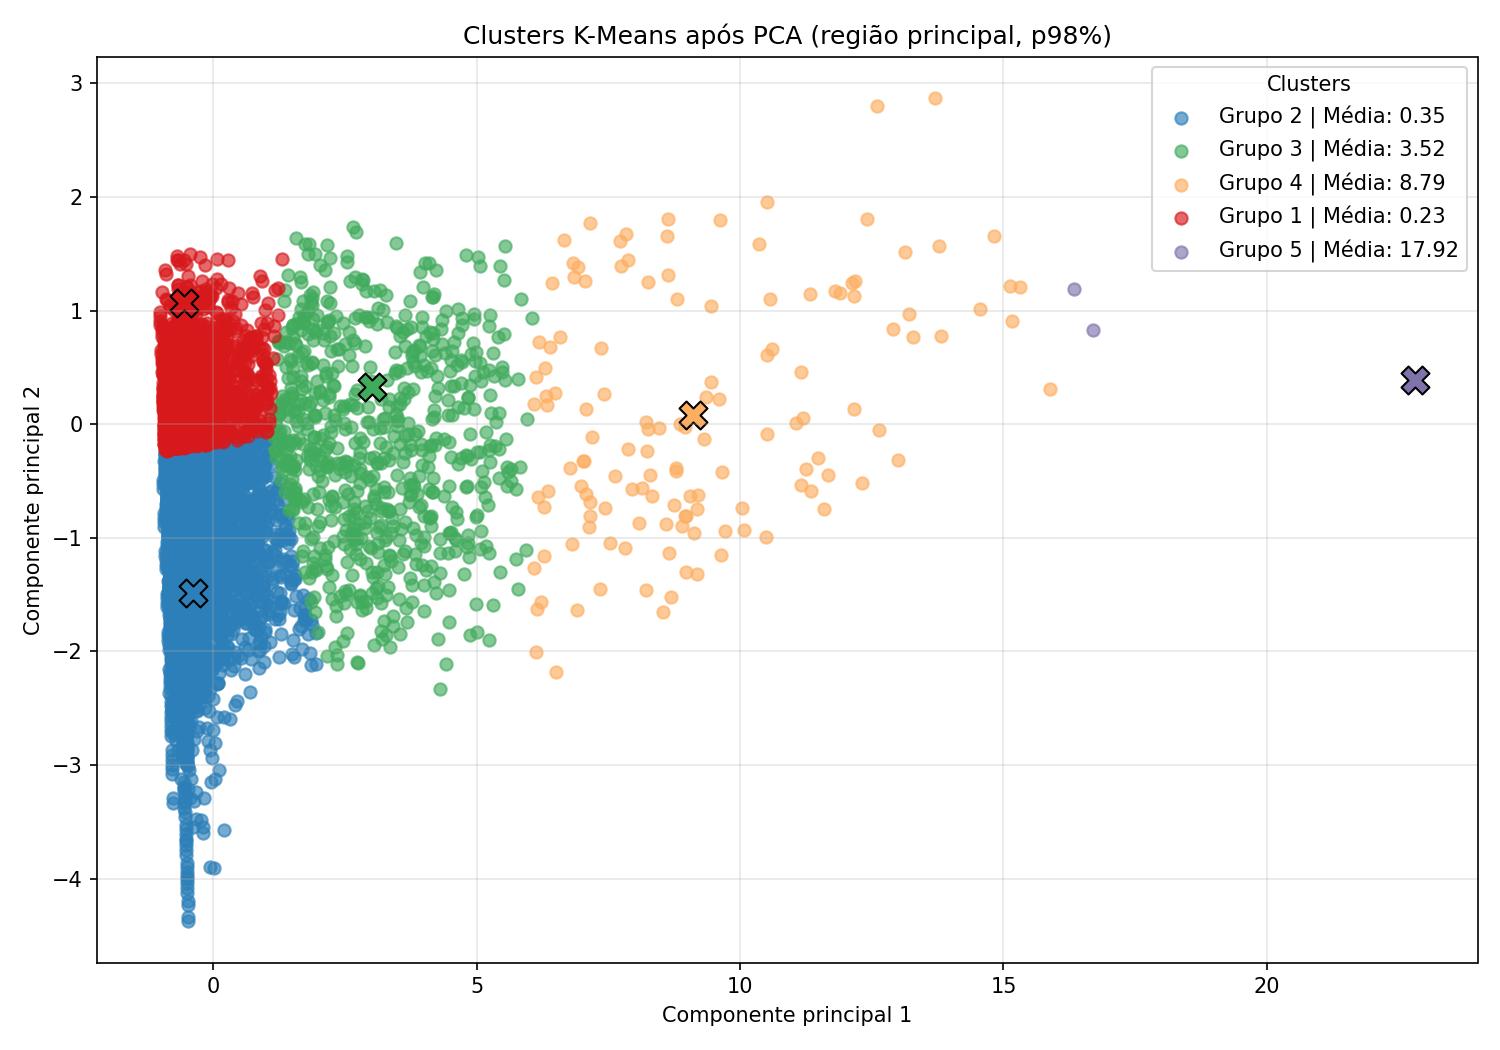 Clusters K-Means após PCA (região principal, p98%)
Clusters
Grupo 2 | Média: 0.35
Grupo 3 | Média: 3.52
Grupo 4 | Média: 8.79
Grupo 1 | Média: 0.23
Grupo 5 | Média: 17.92
Componente principal 2
3
2
1
0
−1
−2
−3
−4
0 5 10 15 20
Componente principal 1